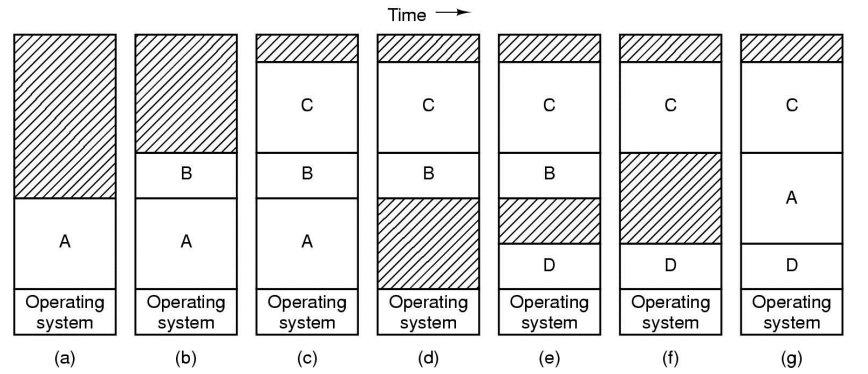 Time →
C C C C C
B B B B
A
A A A
D D D
Operating Operating Operating Operating Operating Operating Operating
system system system system system system system
(a) (b) (c) (d) (e) (f) (g)